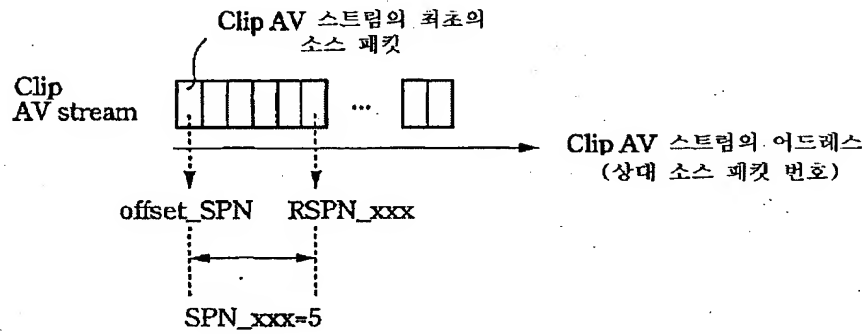 Clip AV 스트림의 최초의
소스 패킷
Clip
AV stream
...
Clip AV 스트림의 어드레스
(상대 소스 패킷 번호)
offset_SPN RSPN_xxx
SPN_xxx=5